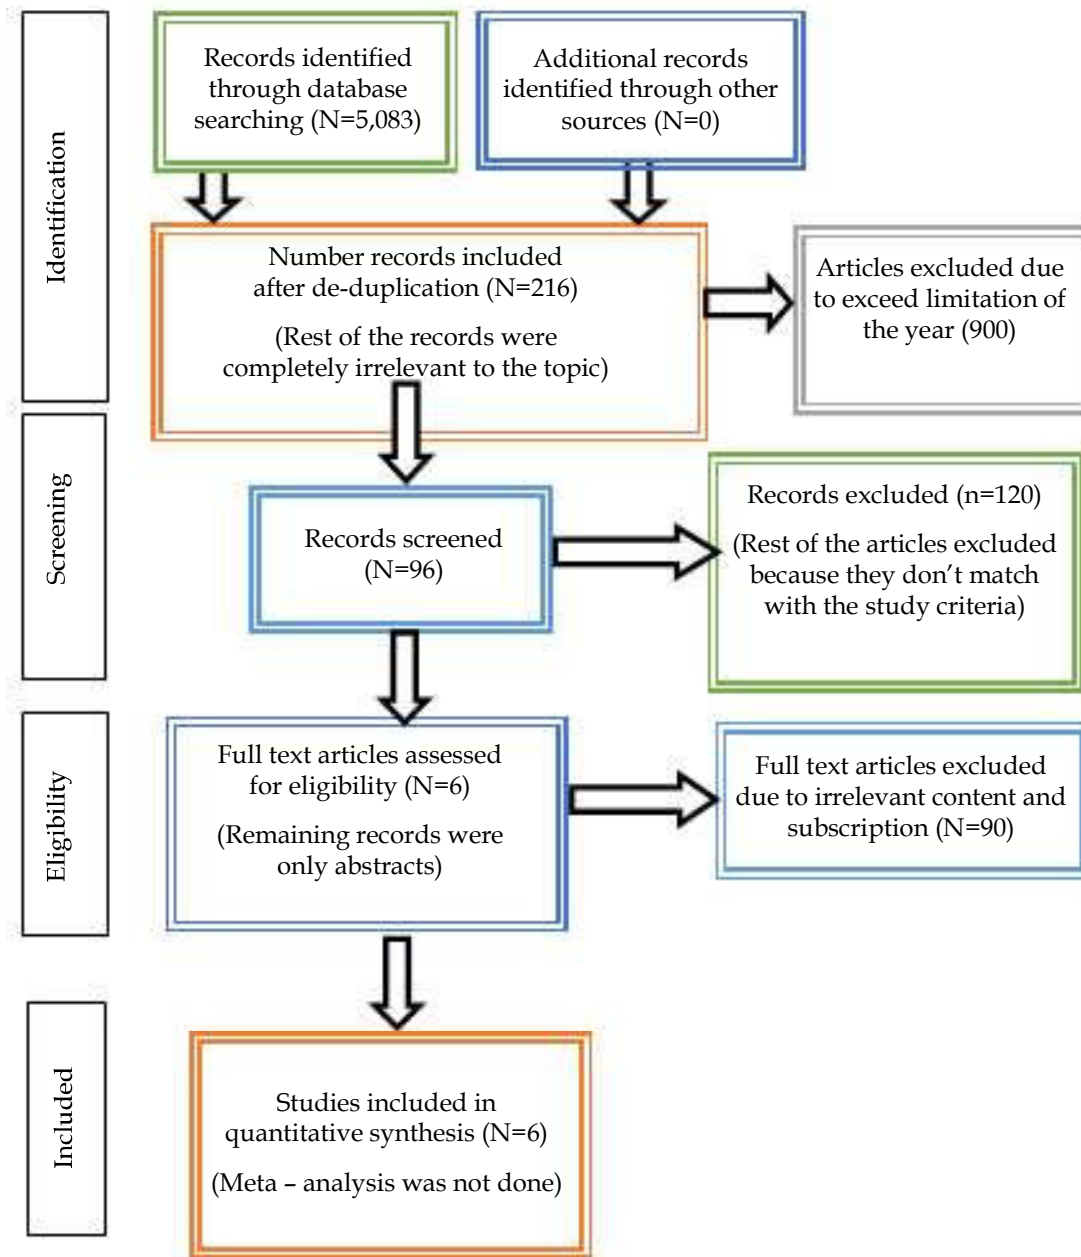 Identification
Records identified
through database
searching (N=5,083)
Additional records
identified through other
sources (N=0)
Number records included
after de-duplication (N=216)
(Rest of the records were
completely irrelevant to the topic)
Articles excluded due
to exceed limitation of
the year (900)
Screening
Records screened
(N=96)
Records excluded (n=120)
(Rest of the articles excluded
because they don’t match
with the study criteria)
Eligibility
Full text articles assessed
for eligibility (N=6)
(Remaining records were
only abstracts)
Full text articles excluded
due to irrelevant content and
subscription (N=90)
Included
Studies included in
quantitative synthesis (N=6)
(Meta – analysis was not done)